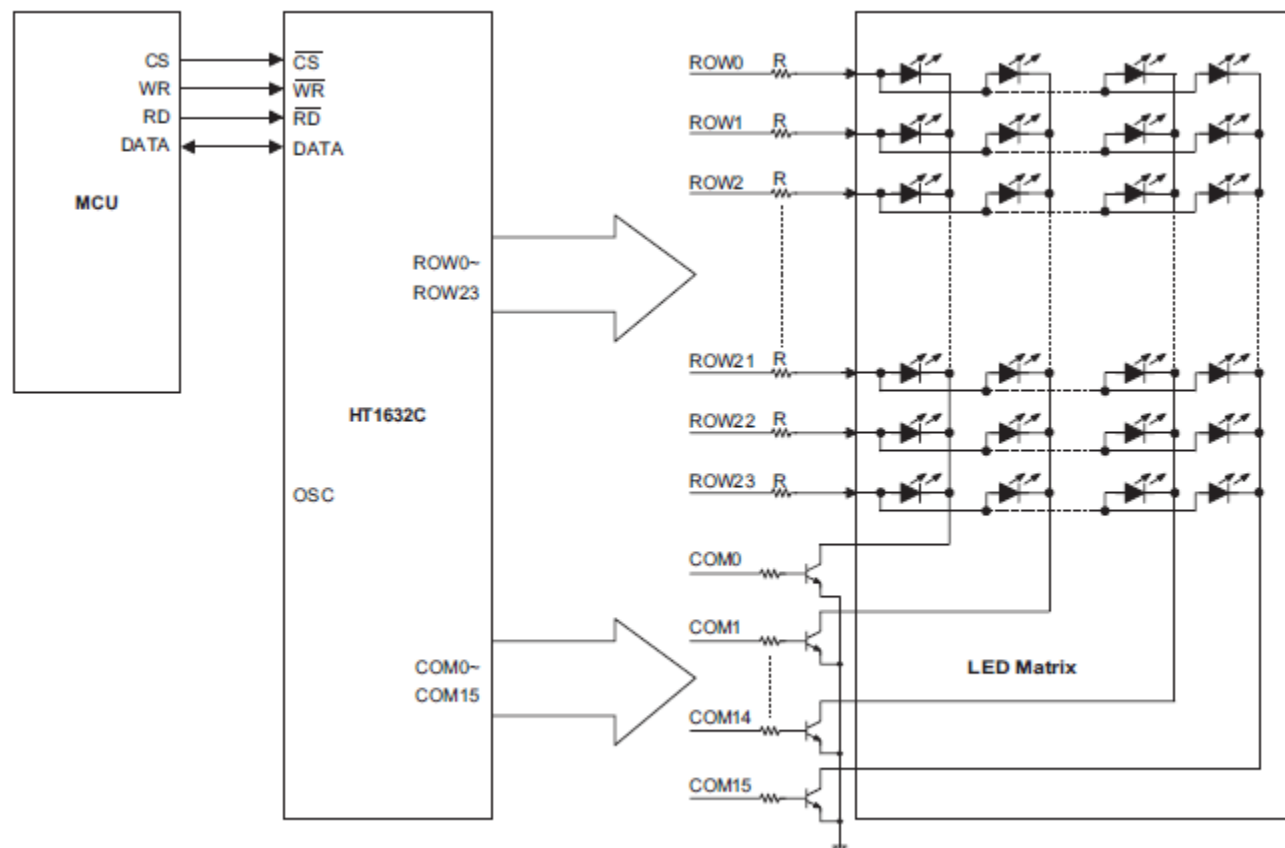 CS
WR
RD
DATA
MCU
CS
WR
RD
DATA
ROW0~
ROW23
HT1632C
OSC
COM0~
COM15
ROW0 R
ROW1 R
ROW2 R
ROW21 R
ROW22 R
ROW23 R
COM0
COM1
COM14
COM15
LED Matrix